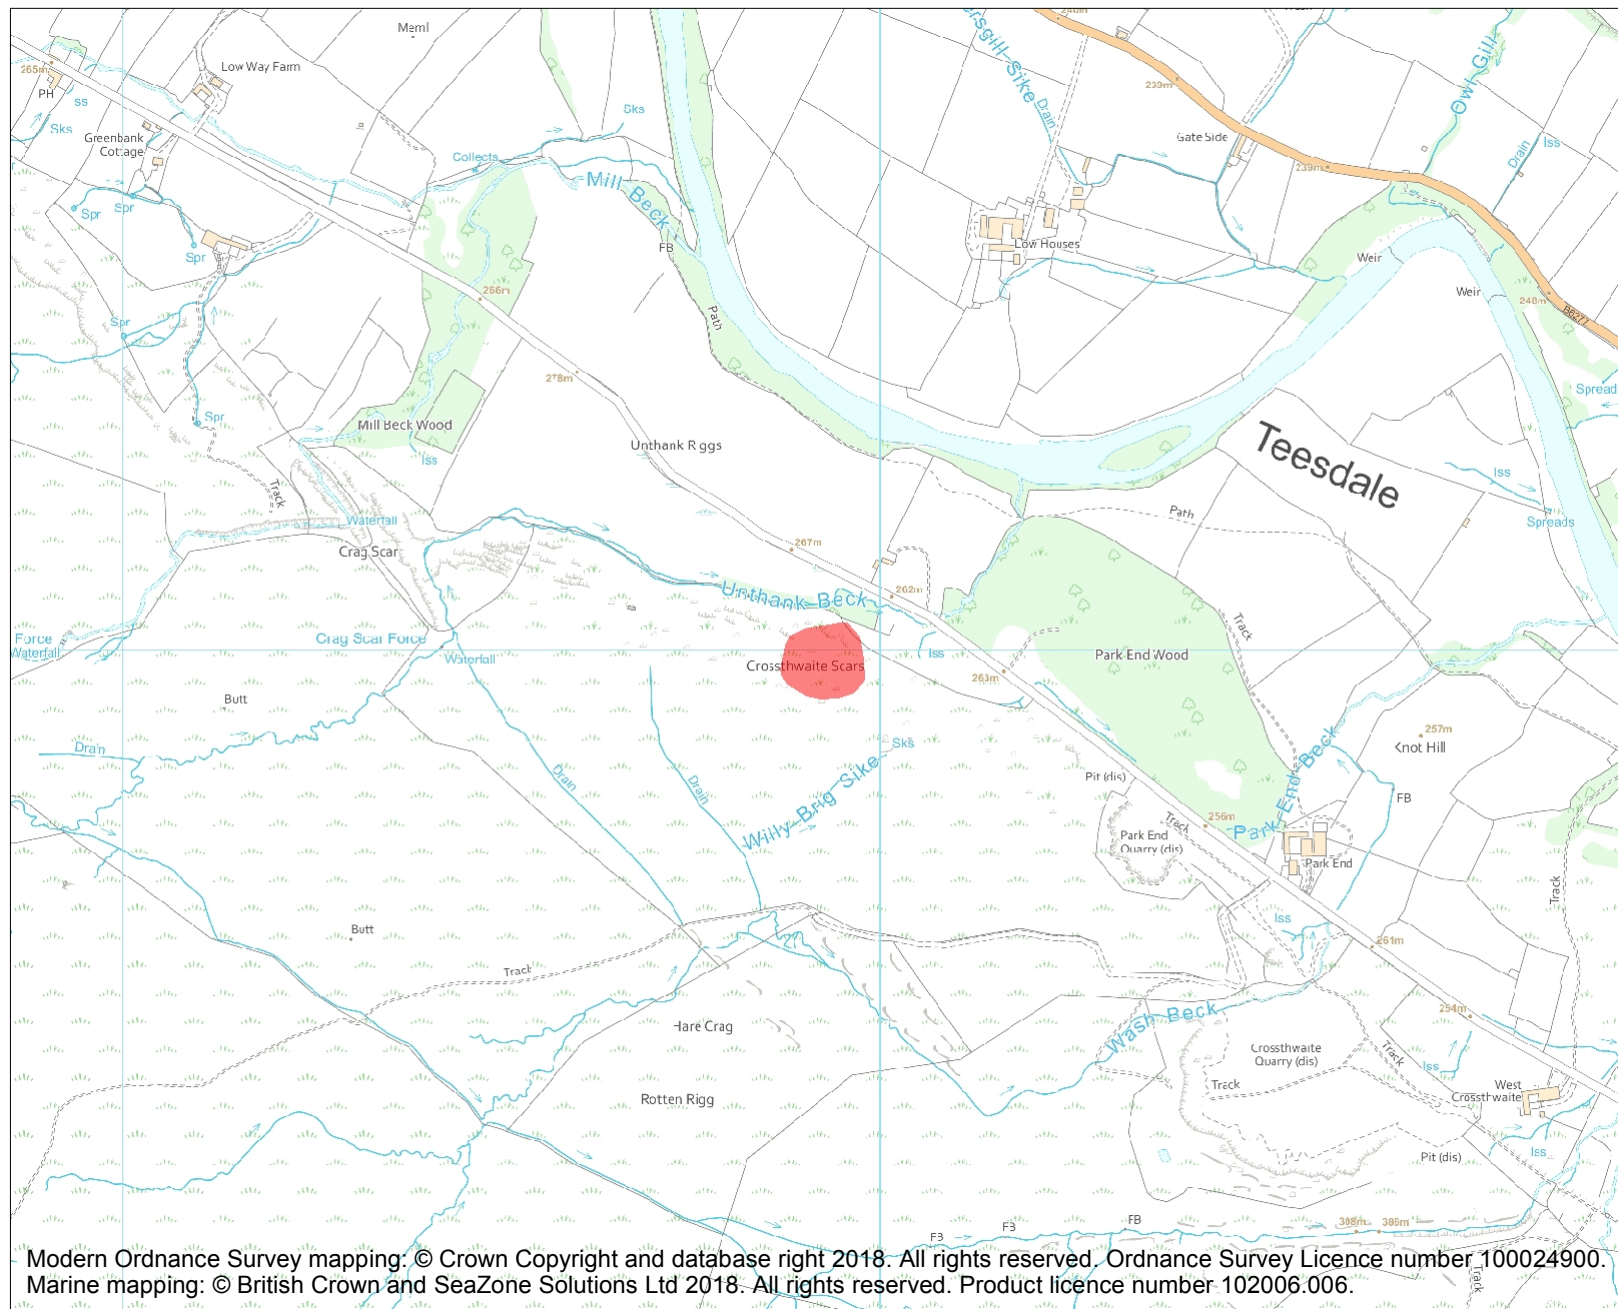 Meml
Low Way Farm
265m
PH
Iss
Sks
Greenbank
Cottage
Spr
Spr
Spr
Spr
Spr
Collects
Sks
Mill Beck
FB
Path
266m
278m
Mill Beck Wood
Iss
Iss
Unthank Riggs
Track
Waterfall
Crag Scar
Force
Waterfall
Crag Scar Force
Waterfall
Butt
Drain
Drain
Drain
Butt
Track
Hare Crag
Rotten Rigg
267m
262m
Unthank Beck
Crossthwaite Scars
Iss
263m
Willy Brig Sike
Sks
Drain
Low Houses
Gate Side
239m
239m
Owl Gill
Drain
Iss
Weir
Weir
248m
B6277
Teesdale
Iss
Spreads
Path
Track
Park End Wood
Park End Beck
257m
Knot Hill
FB
Pit (dis)
Park End
Quarry (dis)
Track
256m
Park End
Iss
261m
Track
254m
Wash Beck
Crossthwaite
Quarry (dis)
Track
Track
Iss
West
Crossthwaite
Iss
Pit (dis)
FB
FB
FB
Track
Modern Ordnance Survey mapping: © Crown Copyright and database right 2018. All rights reserved. Ordnance Survey Licence number 100024900.
Marine mapping: © British Crown and SeaZone Solutions Ltd 2018. All rights reserved. Product licence number 102006.006.